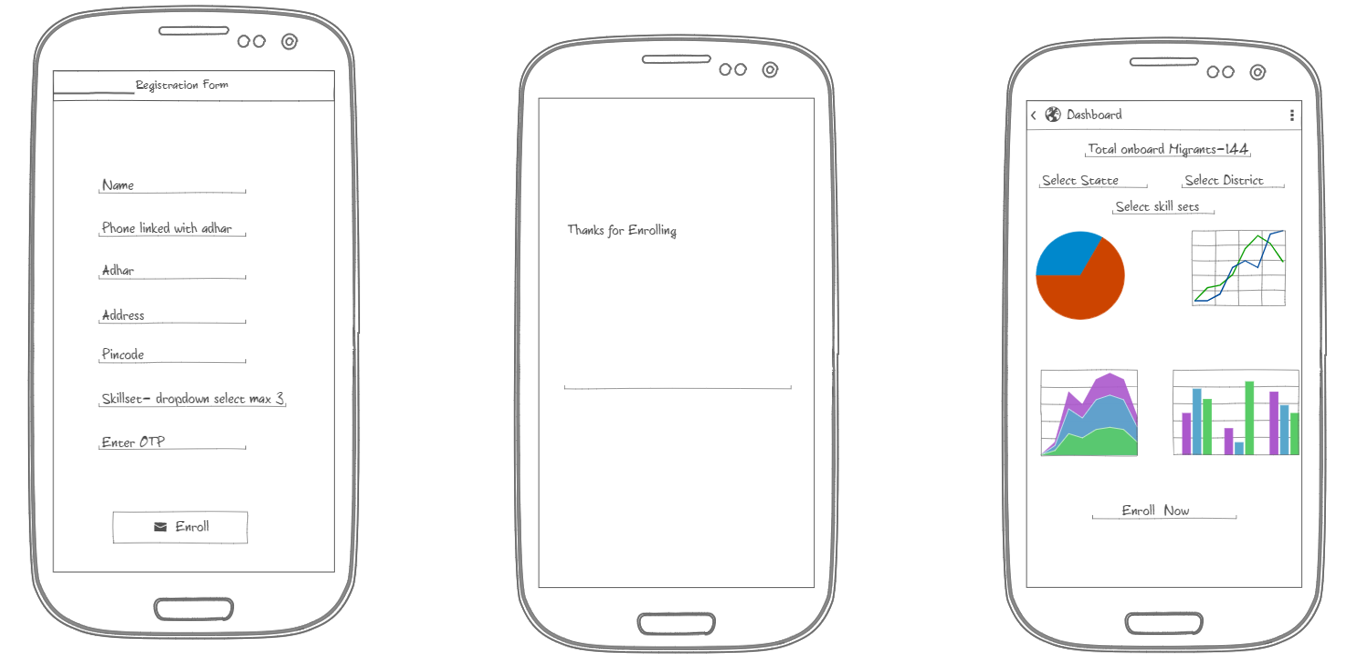 Registration Form
Name
Phone linked with adhar
Adhar
Address
Pincode
Skillset- dropdown select max 3
Enter OTP
Enroll
Thanks for Enrolling
Dashboard
Total onboard Migrants-144
Select Statte
Select District
Select skill sets
Enroll Now